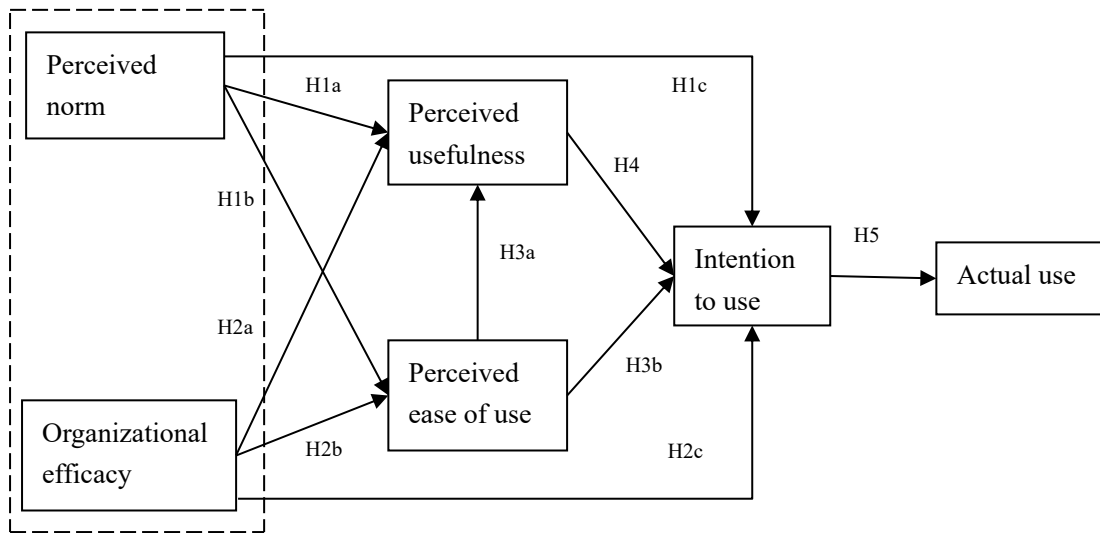 Perceived
norm
H1a
H1c
Perceived
usefulness
H4
H1b
H3a
Intention
to use
H5
Actual use
H2a
Perceived
ease of use
H3b
Organizational
efficacy
H2b
H2c